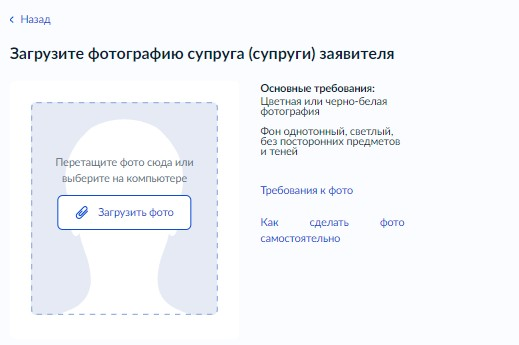 Назад
Загрузите фотографию супруга (супруги) заявителя
Перетащите фото сюда или
выберите на компьютере
Загрузить фото
Основные требования:
Цветная или черно-белая
фотография
Фон однотонный, светлый,
без посторонних предметов
и теней
Требования к фото
Как сделать фото
самостоятельно